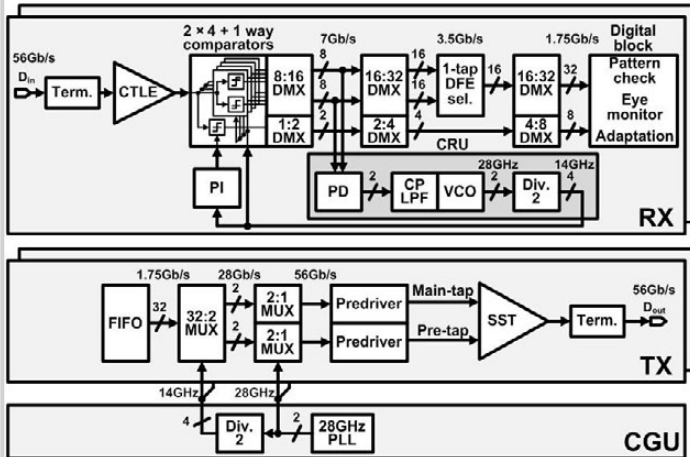 2 × 4 + 1 way
comparators
56Gb/s
Din
Term.
CTLE
7Gb/s
8
8
2
8:16
DMX
1:2
DMX
16
16
4
16:32
DMX
2:4
DMX
3.5Gb/s
1-tap
DFE
sel.
16
16:32
DMX
4:8
DMX
1.75Gb/s
32
8
Digital
block
Pattern
check
Eye
monitor
Adaptation
CRU
PI
PD
2
CP
LPF
VCO
28GHz
2
Div.
2
14GHz
4
RX
1.75Gb/s
28Gb/s
56Gb/s
FIFO
32
32:2
MUX
2
2
2:1
MUX
2:1
MUX
Predriver
Predriver
Main-tap
Pre-tap
SST
Term.
56Gb/s
Dout
TX
14GHz
28GHz
4
Div.
2
2
28GHz
PLL
CGU